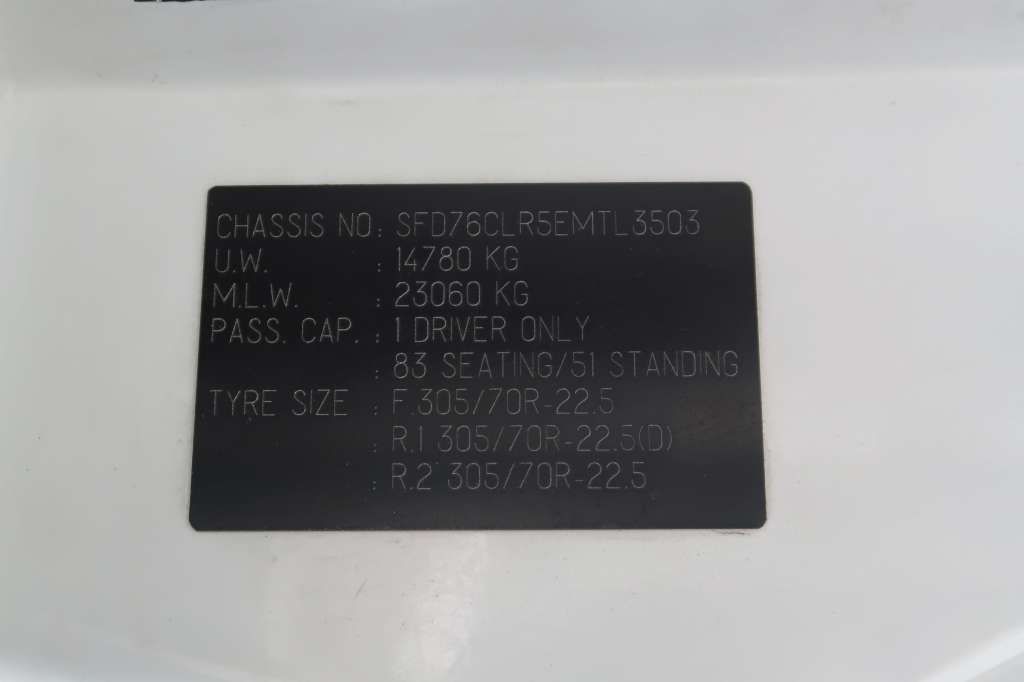 CHASSIS NO: SFD76CLR5EMTL3503
U.W. : 14780 KG
M.L.W. : 23060 KG
PASS. CAP. : 1 DRIVER ONLY
: 83 SEATING/51 STANDING
TYRE SIZE : F.305/70R-22.5
: R.1 305/70R-22.5(D)
: R.2 305/70R-22.5